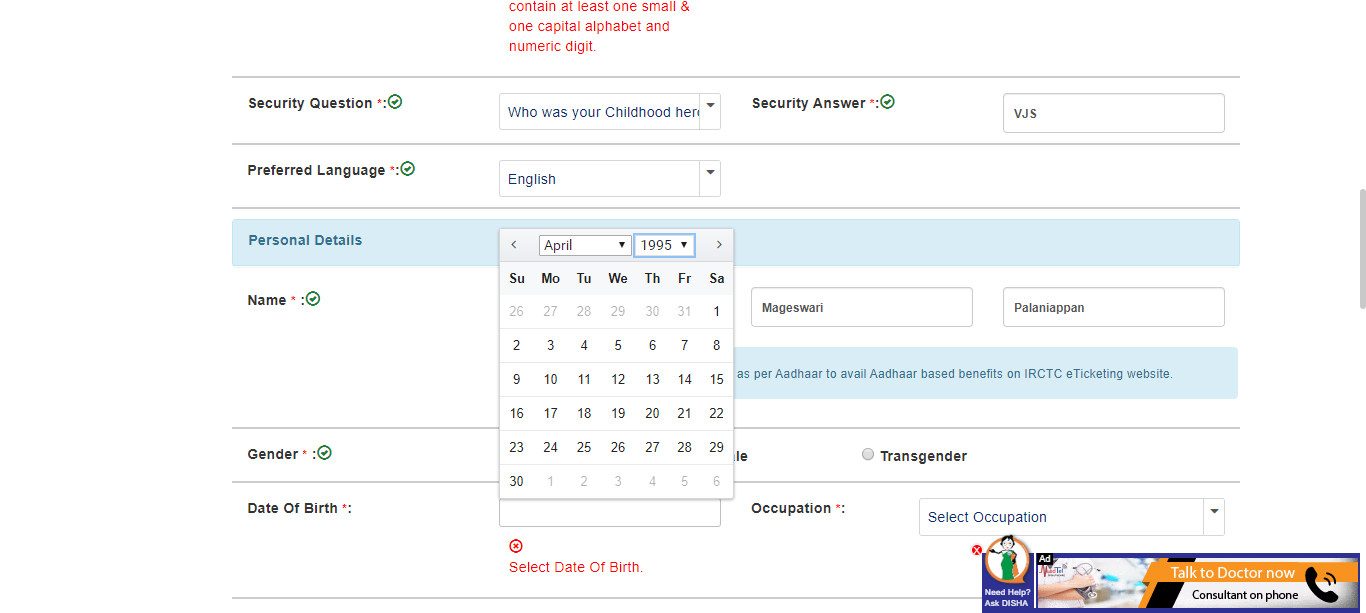 contain at least one small &
one capital alphabet and
numeric digit.
Security Question *:
Who was your Childhood her
Security Answer *:
VJS
Preferred Language *:
English
Personal Details
April 1995
Su Mo Tu We Th Fr Sa
26 27 28 29 30 31 1
2 3 4 5 6 7 8
9 10 11 12 13 14 15
16 17 18 19 20 21 22
23 24 25 26 27 28 29
30 1 2 3 4 5 6
Name * :
Mageswari
Palaniappan
as per Aadhaar to avail Aadhaar based benefits on IRCTC eTicketing website.
Gender * :
le
Transgender
Date Of Birth *:
Occupation *:
Select Occupation
Select Date Of Birth.
Need Help?
Ask DISHA
Ad
Talk to Doctor now
Consultant on phone